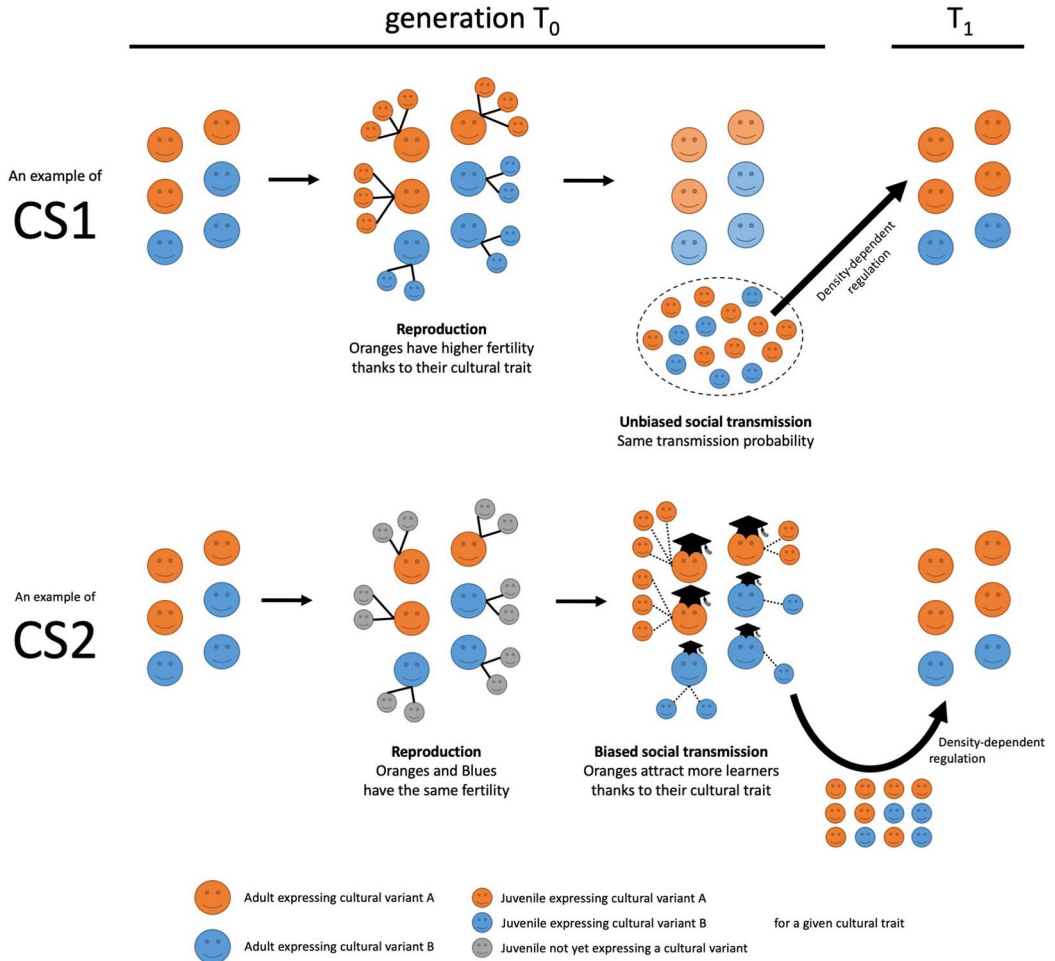 generation T₀
T₁
An example of
CS1
Density-dependent
regulation
Reproduction
Oranges have higher fertility
thanks to their cultural trait
Unbiased social transmission
Same transmission probability
An example of
CS2
Reproduction
Oranges and Blues
have the same fertility
Biased social transmission
Oranges attract more learners
thanks to their cultural trait
Density-dependent
regulation
Adult expressing cultural variant A
Juvenile expressing cultural variant A
Juvenile expressing cultural variant B
for a given cultural trait
Adult expressing cultural variant B
Juvenile not yet expressing a cultural variant